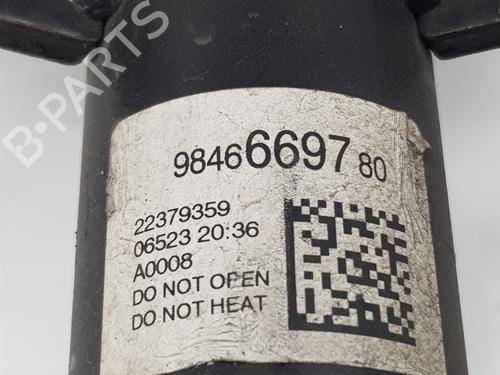 B-PARTS
9846669780
22379359
06523 20:36
A0008
DO NOT OPEN
DO NOT HEAT